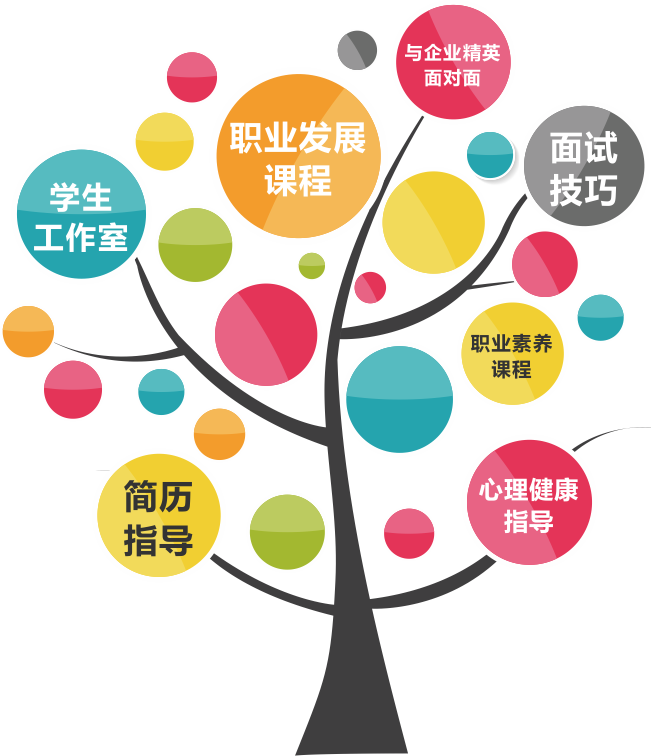 与企业精英
面对面
职业发展
课程
面试
技巧
学生
工作室
职业素养
课程
简历
指导
心理健康
指导